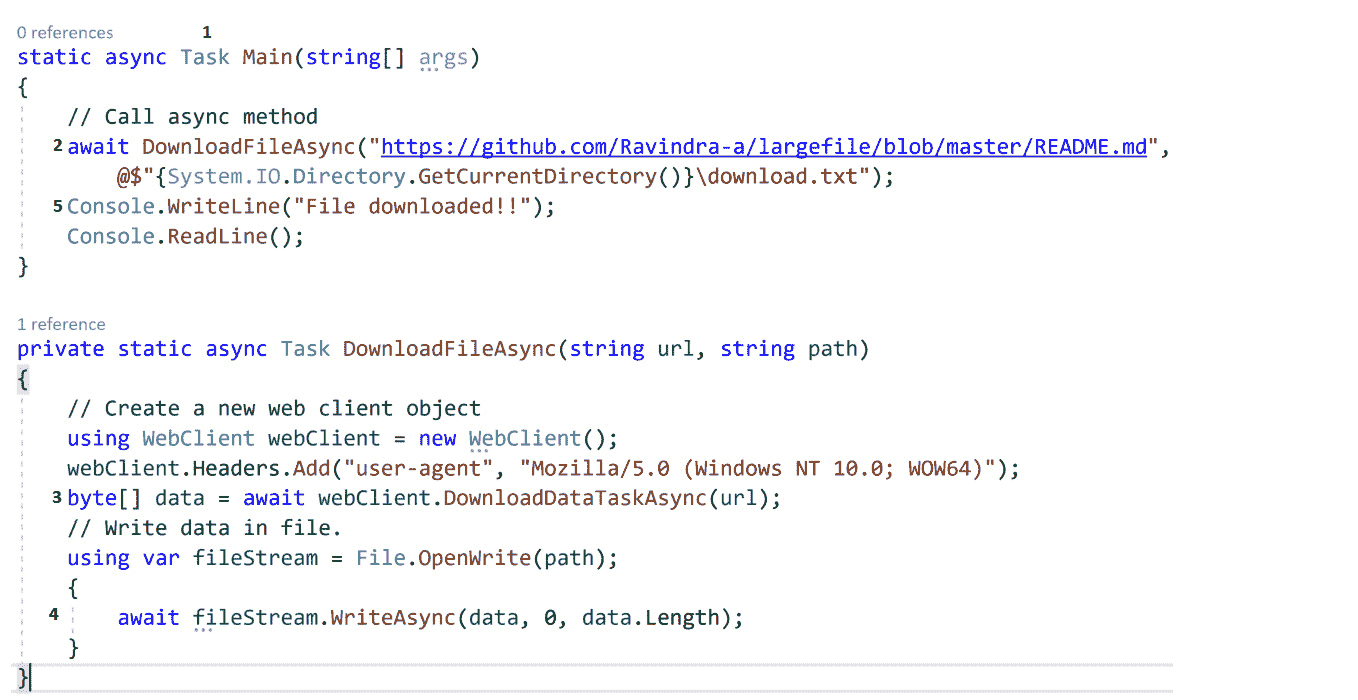 0 references 1
static async Task Main(string[] args)
{
// Call async method
2 await DownloadFileAsync("https://github.com/Ravindra-a/largefile/blob/master/README.md",
@$"{System.IO.Directory.GetCurrentDirectory()}\download.txt");
5 Console.WriteLine("File downloaded!!");
Console.ReadLine();
}
1 reference
private static async Task DownloadFileAsync(string url, string path)
{
// Create a new web client object
using WebClient webClient = new WebClient();
webClient.Headers.Add("user-agent", "Mozilla/5.0 (Windows NT 10.0; WOW64)");
3 byte[] data = await webClient.DownloadDataTaskAsync(url);
// Write data in file.
using var fileStream = File.OpenWrite(path);
{
4 await fileStream.WriteAsync(data, 0, data.Length);
}
}